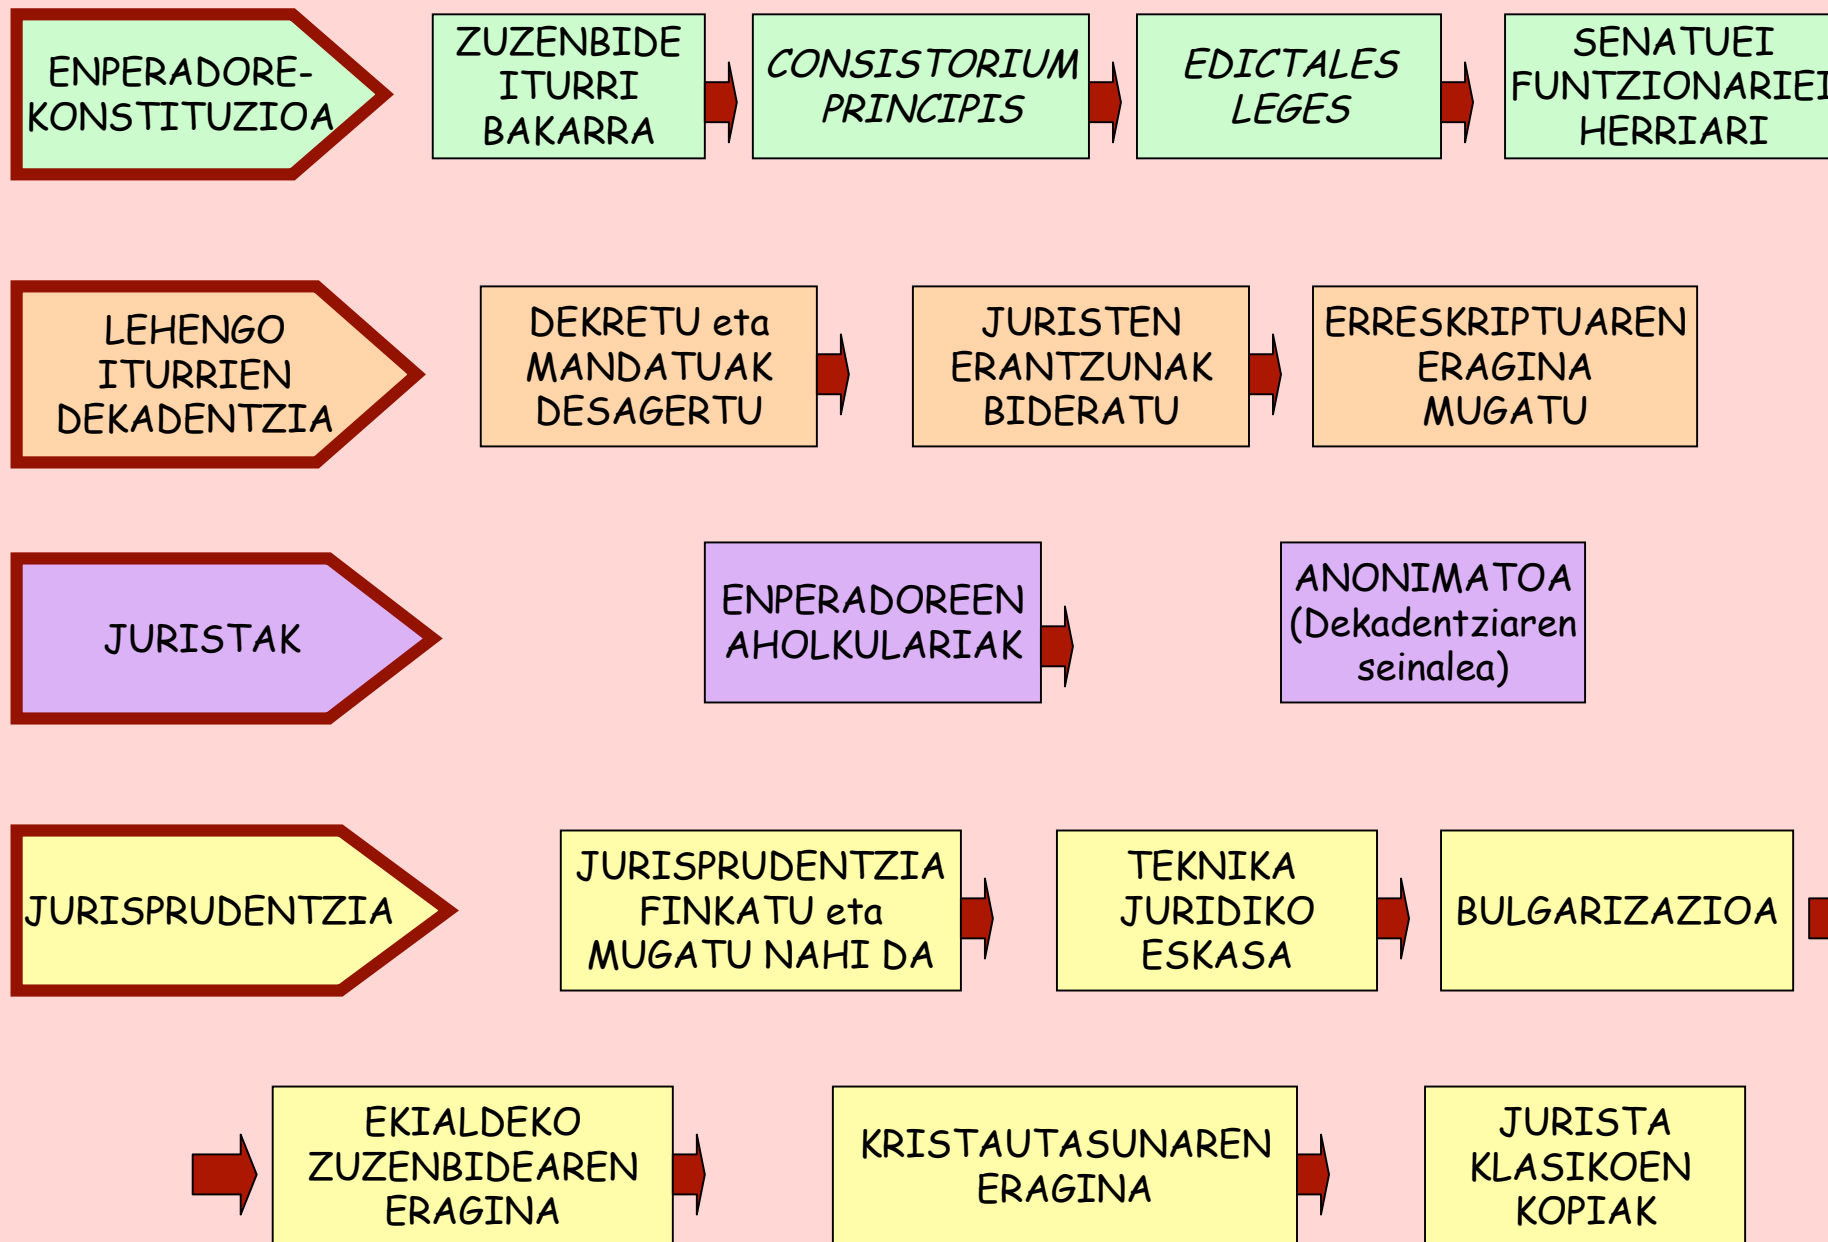 ENPERADORE-
KONSTITUZIOA
ZUZENBIDE
ITURRI
BAKARRA
CONSISTORIUM
PRINCIPIS
EDICTALES
LEGES
SENATUEI
FUNTZIONARIEI
HERRIARI
LEHENGO
ITURRIEN
DEKADENTZIA
DEKRETU eta
MANDATUAK
DESAGERTU
JURISTEN
ERANTZUNAK
BIDERATU
ERRESKRIPTUAREN
ERAGINA
MUGATU
JURISTAK
ENPERADOREEN
AHOLKULARIAK
ANONIMATOA
(Dekadentziaren
seinalea)
JURISPRUDENTZIA
JURISPRUDENTZIA
FINKATU eta
MUGATU NAHI DA
TEKNIKA
JURIDIKO
ESKASA
BULGARIZAZIOA
EKIALDEKO
ZUZENBIDEAREN
ERAGINA
KRISTAUTASUNAREN
ERAGINA
JURISTA
KLASIKOEN
KOPIAK